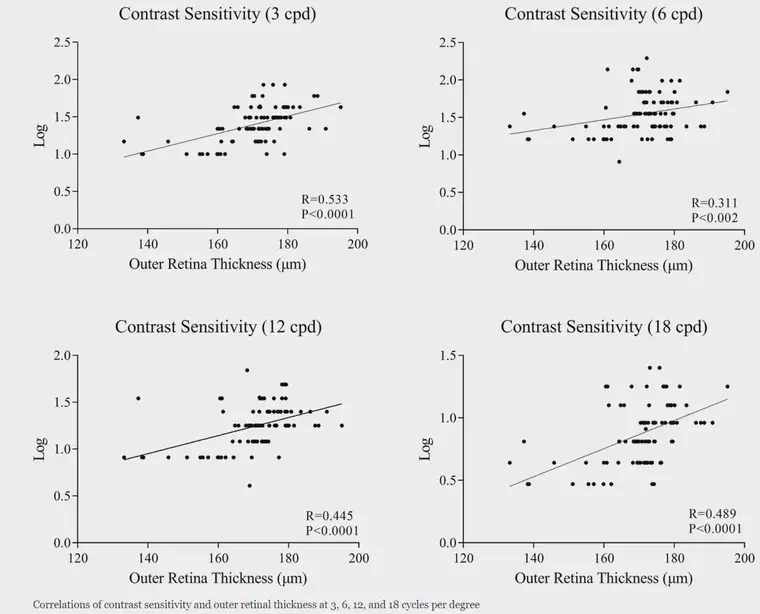 Contrast Sensitivity (3 cpd)
2.5
2.0
1.5
1.0
0.5
0.0
Log
R=0.533
P<0.0001
120 140 160 180 200
Outer Retina Thickness (μm)
Contrast Sensitivity (6 cpd)
2.5
2.0
1.5
1.0
0.5
0.0
Log
R=0.311
P<0.002
120 140 160 180 200
Outer Retina Thickness (μm)
Contrast Sensitivity (12 cpd)
2.0
1.5
1.0
0.5
0.0
Log
R=0.445
P<0.0001
120 140 160 180 200
Outer Retina Thickness (μm)
Contrast Sensitivity (18 cpd)
1.5
1.0
0.5
0.0
Log
R=0.489
P<0.0001
120 140 160 180 200
Outer Retina Thickness (μm)
Correlations of contrast sensitivity and outer retinal thickness at 3, 6, 12, and 18 cycles per degree